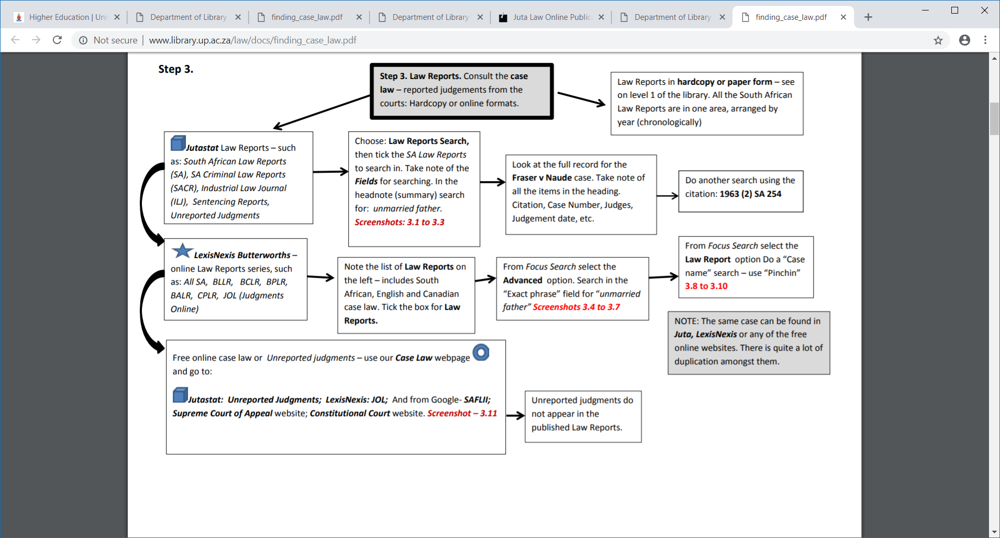 Higher Education | Uni
Department of Library
finding_case_law.pdf
Department of Library
Juta Law Online Public
Department of Library
finding_case_law.pdf
Not secure | www.library.up.ac.za/law/docs/finding_case_law.pdf
Step 3.
Step 3. Law Reports. Consult the case
law – reported judgements from the
courts: Hardcopy or online formats.
Law Reports in hardcopy or paper form – see
on level 1 of the library. All the South African
Law Reports are in one area, arranged by
year (chronologically)
Jutastat Law Reports – such
as: South African Law Reports
(SA), SA Criminal Law Reports
(SACR), Industrial Law Journal
(ILJ), Sentencing Reports,
Unreported Judgments
Choose: Law Reports Search,
then tick the SA Law Reports
to search in. Take note of the
Fields for searching. In the
headnote (summary) search
for: unmarried father.
Screenshots: 3.1 to 3.3
Look at the full record for the
Fraser v Naude case. Take note of
all the items in the heading.
Citation, Case Number, Judges,
Judgement date, etc.
Do another search using the
citation: 1963 (2) SA 254
LexisNexis Butterworths –
online Law Reports series, such
as: All SA, BLLR, BCLR, BPLR,
BALR, CPLR, JOL (Judgments
Online)
Note the list of Law Reports on
the left – includes South
African, English and Canadian
case law. Tick the box for Law
Reports.
From Focus Search select the
Advanced option. Search in the
“Exact phrase” field for “unmarried
father” Screenshots 3.4 to 3.7
From Focus Search select the
Law Report option Do a “Case
name” search – use “Pinchin”
3.8 to 3.10
NOTE: The same case can be found in
Juta, LexisNexis or any of the free
online websites. There is quite a lot of
duplication amongst them.
Free online case law or Unreported judgments – use our Case Law webpage
and go to:
Jutastat: Unreported Judgments; LexisNexis: JOL; And from Google- SAFLII;
Supreme Court of Appeal website; Constitutional Court website. Screenshot – 3.11
Unreported judgments do
not appear in the
published Law Reports.